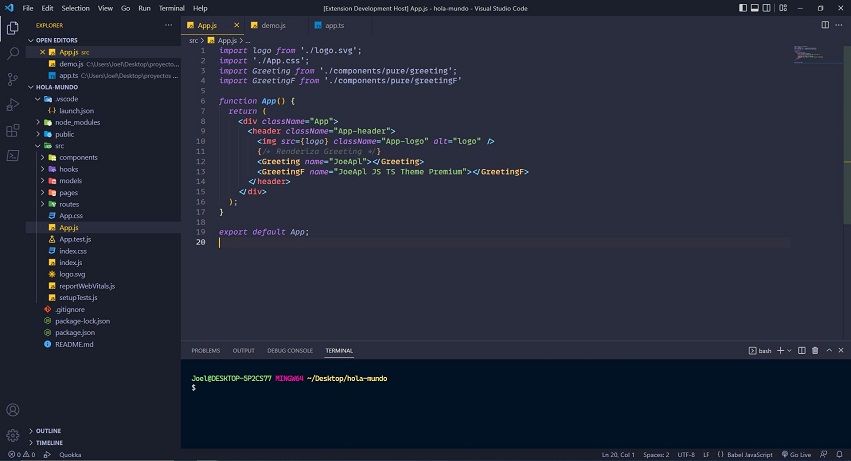 File Edit Selection View Go Run Terminal Help [Extension Development Host] App.js - hola-mundo - Visual Studio Code
EXPLORER ···
OPEN EDITORS
App.js src
demo.js C:\Users\Joel\Desktop\proyectos ...
app.ts C:\Users\Joel\Desktop\proyectos ...
HOLA-MUNDO
.vscode
launch.json
node_modules
public
src
components
hooks
models
pages
routes
App.css
App.js
App.test.js
index.css
index.js
logo.svg
reportWebVitals.js
setupTests.js
.gitignore
package-lock.json
package.json
README.md
OUTLINE
TIMELINE
App.js demo.js app.ts
src > App.js > ...
1 import logo from './logo.svg';
2 import './App.css';
3 import Greeting from './components/pure/greeting';
4 import GreetingF from './components/pure/greetingF'
5
6 function App() {
7 return (
8 <div className="App">
9 <header className="App-header">
10 <img src={logo} className="App-logo" alt="logo" />
11 {/* Renderizo Greeting */}
12 <Greeting name="JoeApl"></Greeting>
13 <GreetingF name="JoeApl JS TS Theme Premium"></GreetingF>
14 </header>
15 </div>
16 );
17 }
18
19 export default App;
20
PROBLEMS OUTPUT DEBUG CONSOLE TERMINAL bash
Joel@DESKTOP-5P2CS77 MINGW64 ~/Desktop/hola-mundo
$
0 0 Quokka Ln 20, Col 1 Spaces: 2 UTF-8 LF { } Babel JavaScript Go Live